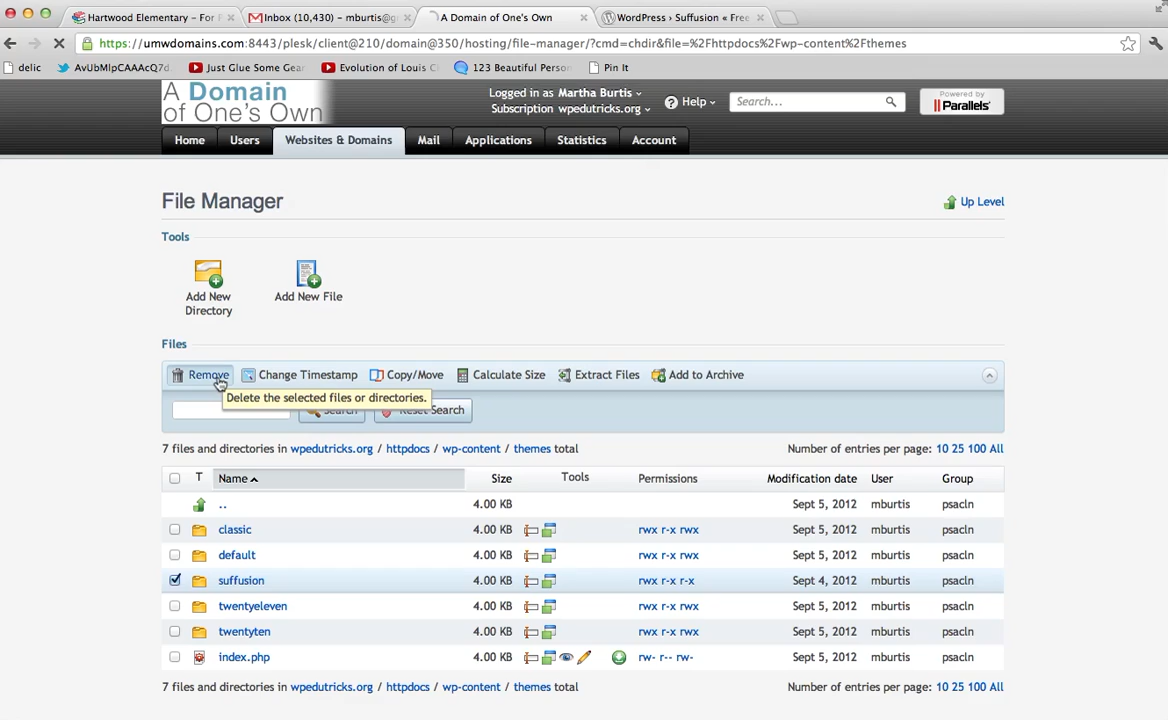 Hartwood Elementary – For F
Inbox (10,430) – mburtis@g
A Domain of One's Own
WordPress › Suffusion « Free
https://umwdomains.com:8443/plesk/client@210/domain@350/hosting/file-manager/?cmd=chdir&file=%2Fhttpdocs%2Fwp-content%2Fthemes
delic
AvUbMlpCAAAcQ7d.
Just Glue Some Gear
Evolution of Louis C
123 Beautiful Person
Pin It
A Domain
of One's Own
Logged in as Martha Burtis
Subscription wpedutricks.org
Help
Search...
Powered by
Parallels
Home
Users
Websites & Domains
Mail
Applications
Statistics
Account
File Manager
Up Level
Tools
Add New
Directory
Add New File
Files
Remove
Change Timestamp
Copy/Move
Calculate Size
Extract Files
Add to Archive
Delete the selected files or directories.
Search
Reset Search
7 files and directories in wpedutricks.org / httpdocs / wp-content / themes total
Number of entries per page: 10 25 100 All
T Name Size Tools Permissions Modification date User Group
.. 4.00 KB Sept 5, 2012 mburtis psacln
classic 4.00 KB rwx r-x rwx Sept 5, 2012 mburtis psacln
default 4.00 KB rwx r-x rwx Sept 5, 2012 mburtis psacln
suffusion 4.00 KB rwx r-x r-x Sept 4, 2012 mburtis psacln
twentyeleven 4.00 KB rwx r-x rwx Sept 5, 2012 mburtis psacln
twentyten 4.00 KB rwx r-x rwx Sept 5, 2012 mburtis psacln
index.php 4.00 KB rw- r-- rw- Sept 5, 2012 mburtis psacln
7 files and directories in wpedutricks.org / httpdocs / wp-content / themes total
Number of entries per page: 10 25 100 All